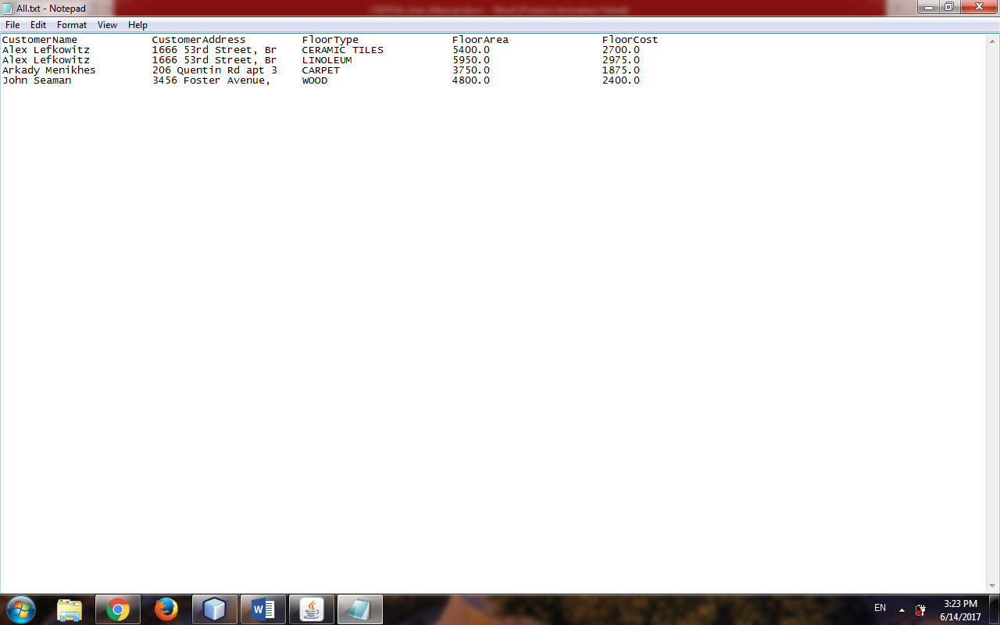 All.txt - Notepad
File Edit Format View Help
CustomerName CustomerAddress FloorType FloorArea FloorCost
Alex Lefkowitz 1666 53rd Street, Br CERAMIC TILES 5400.0 2700.0
Alex Lefkowitz 1666 53rd Street, Br LINOLEUM 5950.0 2975.0
Arkady Menikhes 206 Quentin Rd apt 3 CARPET 3750.0 1875.0
John Seaman 3456 Foster Avenue, WOOD 4800.0 2400.0
EN 3:23 PM
6/14/2017